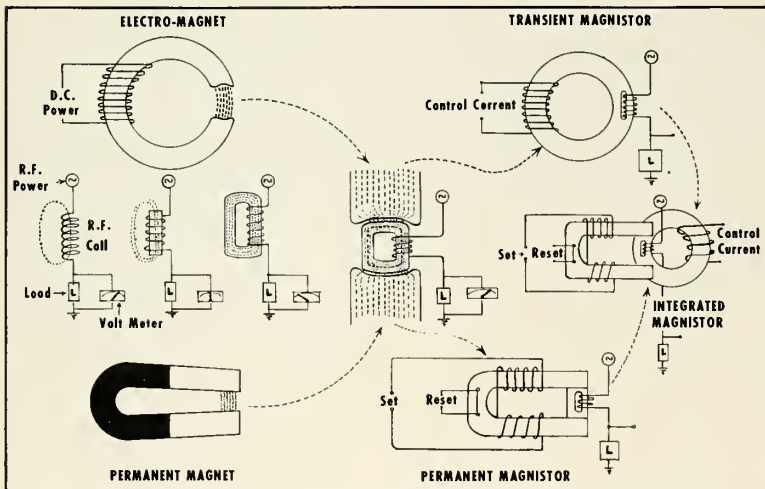 ELECTRO-MAGNET
TRANSIENT MAGNISTOR
D.C.
Power
Control Current
L
R.F.
Power
R.F.
Coil
Load
L
L
L
Volt Meter
L
Set
Reset
Control
Current
INTEGRATED
MAGNISTOR
L
Set
Reset
L
PERMANENT MAGNET
PERMANENT MAGNISTOR